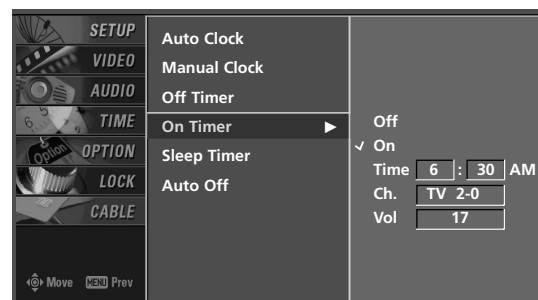 SETUP
VIDEO
AUDIO
TIME
OPTION
LOCK
CABLE
Move MENU Prev
Auto Clock
Manual Clock
Off Timer
On Timer
Sleep Timer
Auto Off
Off
✓ On
Time 6 : 30 AM
Ch. TV 2-0
Vol 17